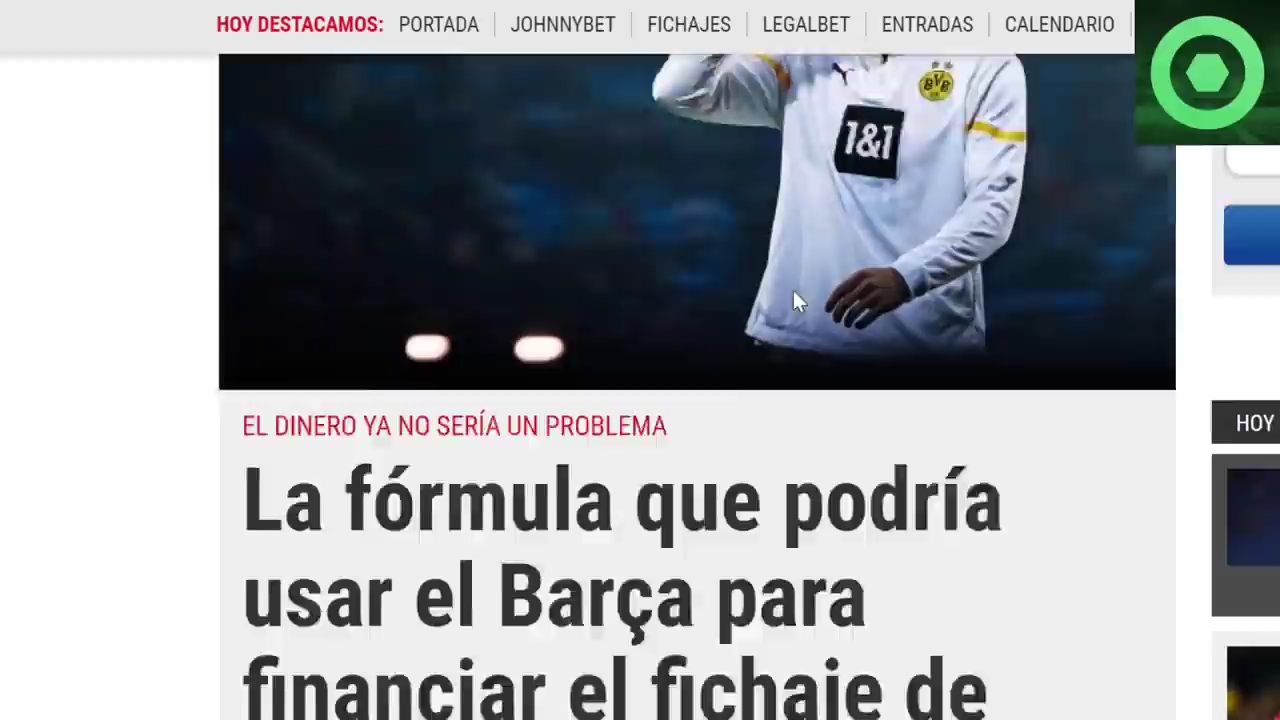 HOY DESTACAMOS: PORTADA JOHNNYBET FICHAJES LEGALBET ENTRADAS CALENDARIO
BVB
09
1&1
EL DINERO YA NO SERÍA UN PROBLEMA
HOY
La fórmula que podría
usar el Barça para
financiar el fichaje de